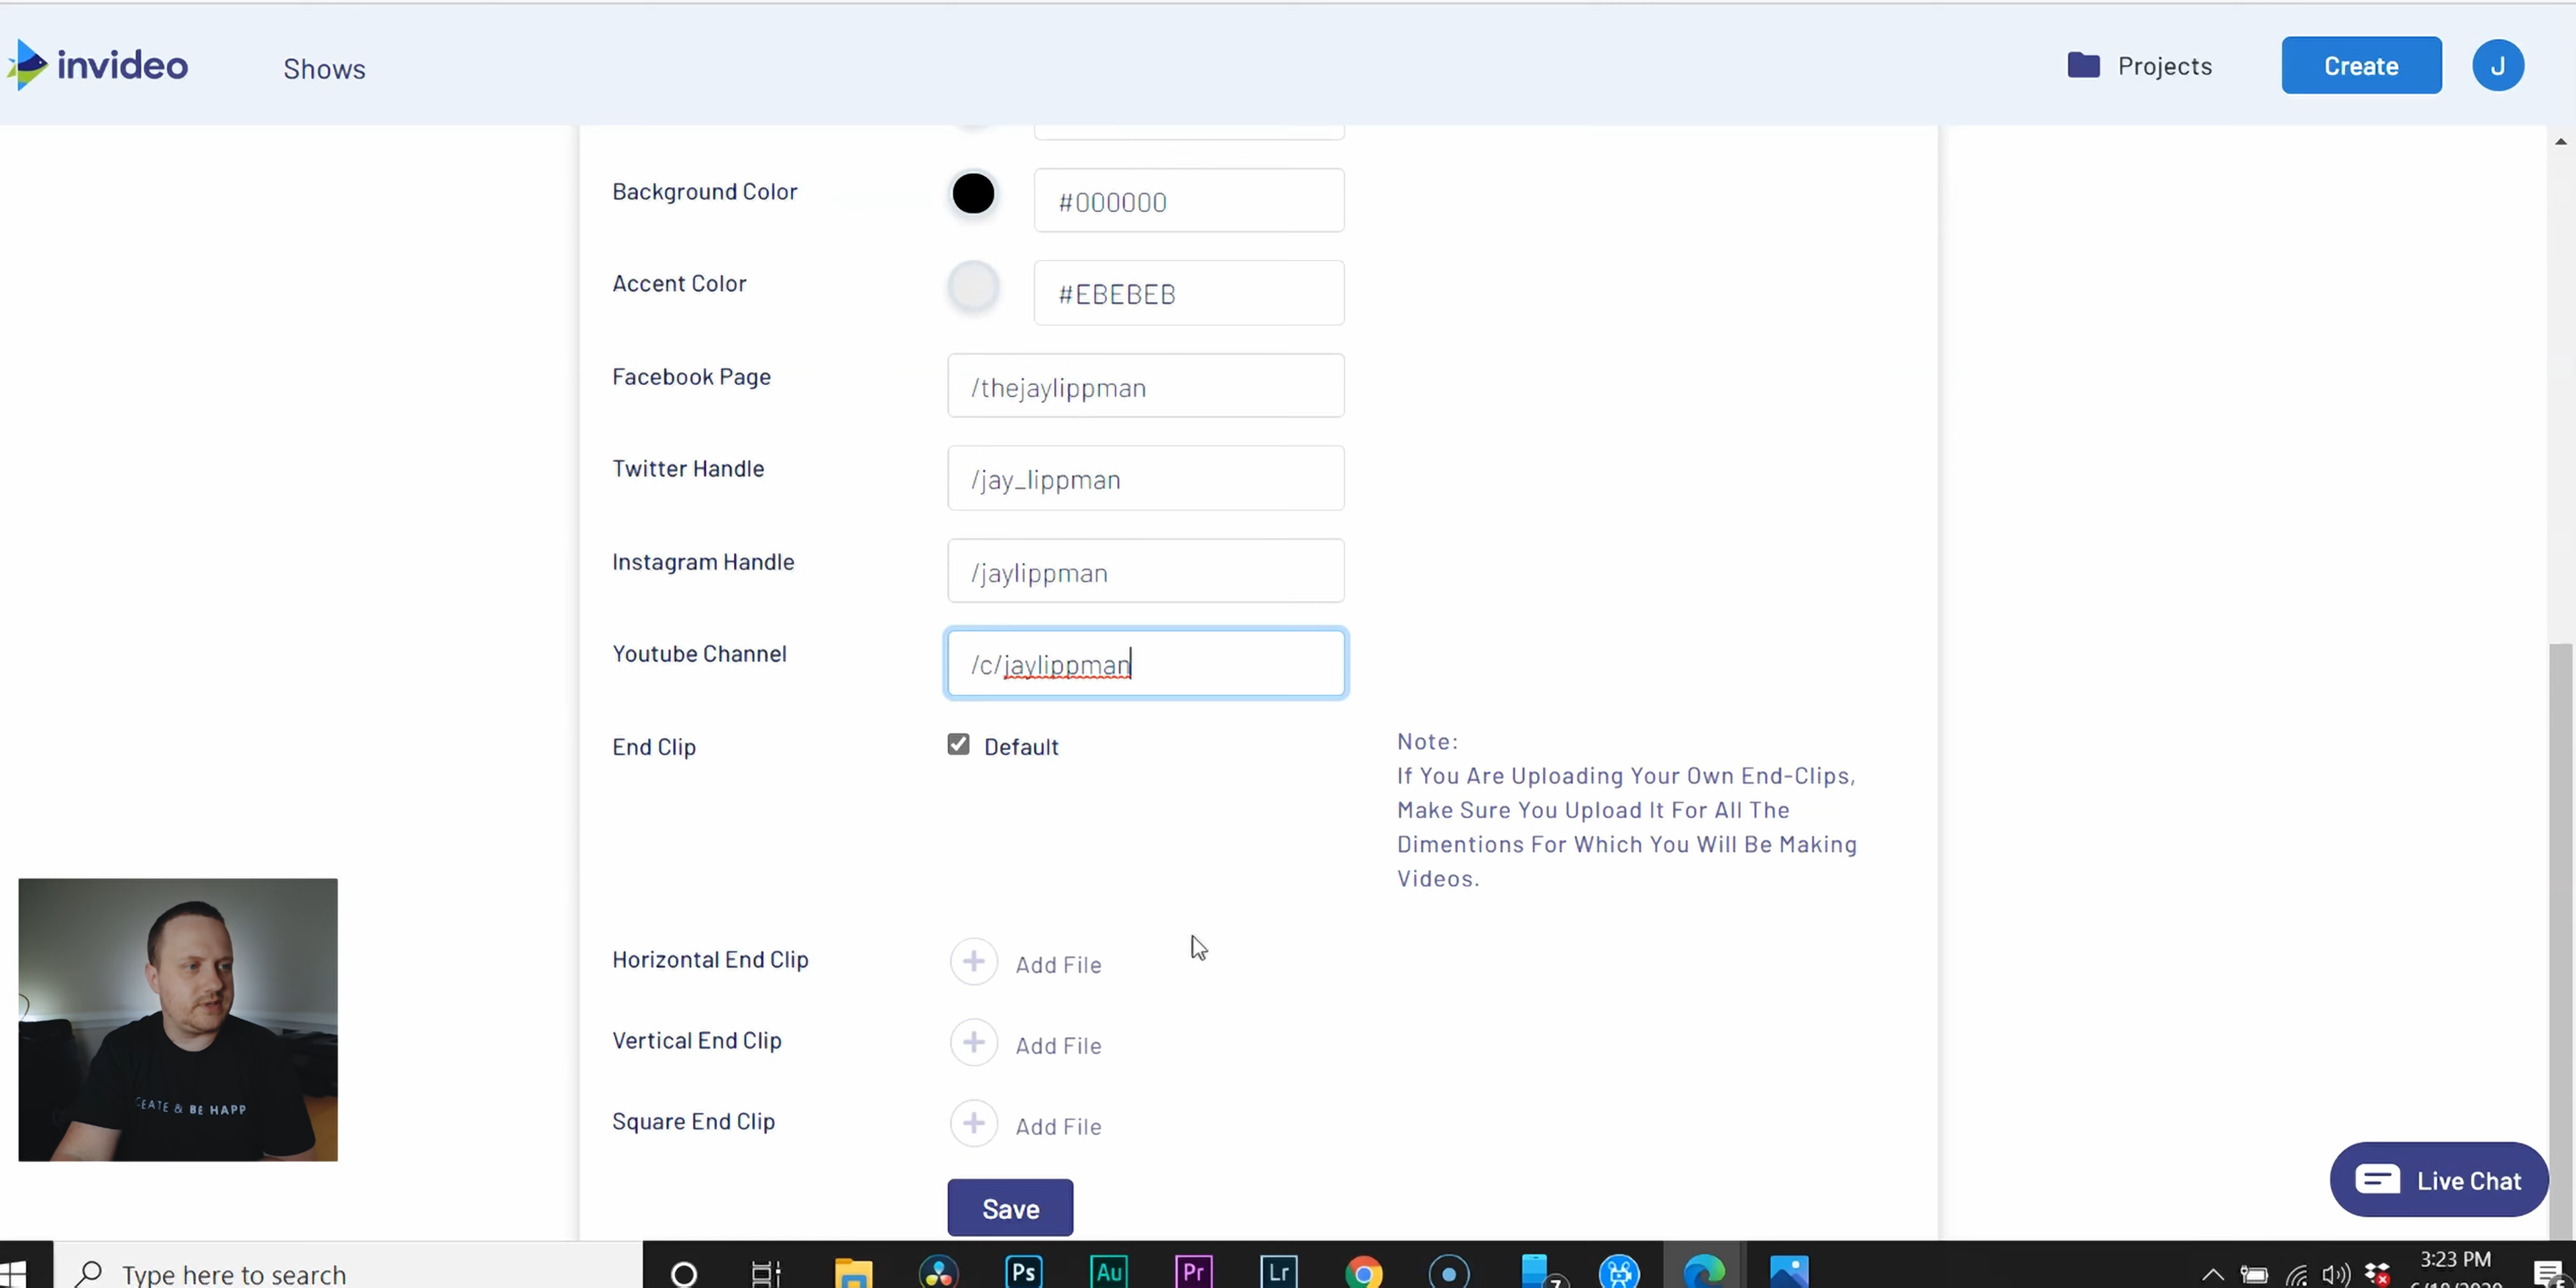 invideo
Shows
Projects
Create
J
Background Color
#000000
Accent Color
#EBEBEB
Facebook Page
/thejaylippman
Twitter Handle
/jay_lippman
Instagram Handle
/jaylippman
Youtube Channel
/c/jaylippman
End Clip
Default
Note:
If You Are Uploading Your Own End-Clips,
Make Sure You Upload It For All The
Dimentions For Which You Will Be Making
Videos.
Horizontal End Clip
Add File
Vertical End Clip
Add File
Square End Clip
Add File
Save
Live Chat
& BE HAPP
Type here to search
Ps
Au
Pr
Lr
7
3:23 PM